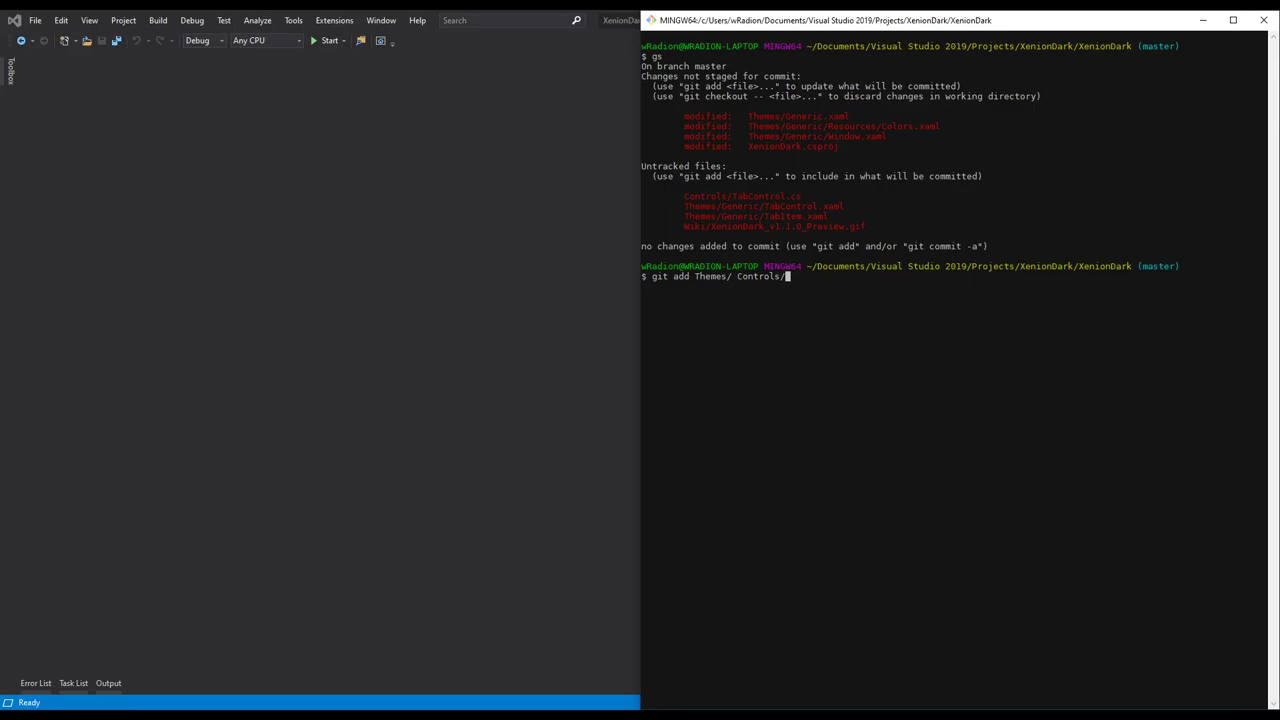 File Edit View Project Build Debug Test Analyze Tools Extensions Window Help Search XenionDar
Debug Any CPU Start
Toolbox
Error List Task List Output
Ready
MINGW64:/c/Users/wRadion/Documents/Visual Studio 2019/Projects/XenionDark/XenionDark
wRadion@WRADION-LAPTOP MINGW64 ~/Documents/Visual Studio 2019/Projects/XenionDark/XenionDark (master)
$ gs
On branch master
Changes not staged for commit:
(use "git add <file>..." to update what will be committed)
(use "git checkout -- <file>..." to discard changes in working directory)
modified: Themes/Generic.xaml
modified: Themes/Generic/Resources/Colors.xaml
modified: Themes/Generic/Window.xaml
modified: XenionDark.csproj
Untracked files:
(use "git add <file>..." to include in what will be committed)
Controls/TabControl.cs
Themes/Generic/TabControl.xaml
Themes/Generic/TabItem.xaml
Wiki/XenionDark_v1.1.0_Preview.gif
no changes added to commit (use "git add" and/or "git commit -a")
wRadion@WRADION-LAPTOP MINGW64 ~/Documents/Visual Studio 2019/Projects/XenionDark/XenionDark (master)
$ git add Themes/ Controls/